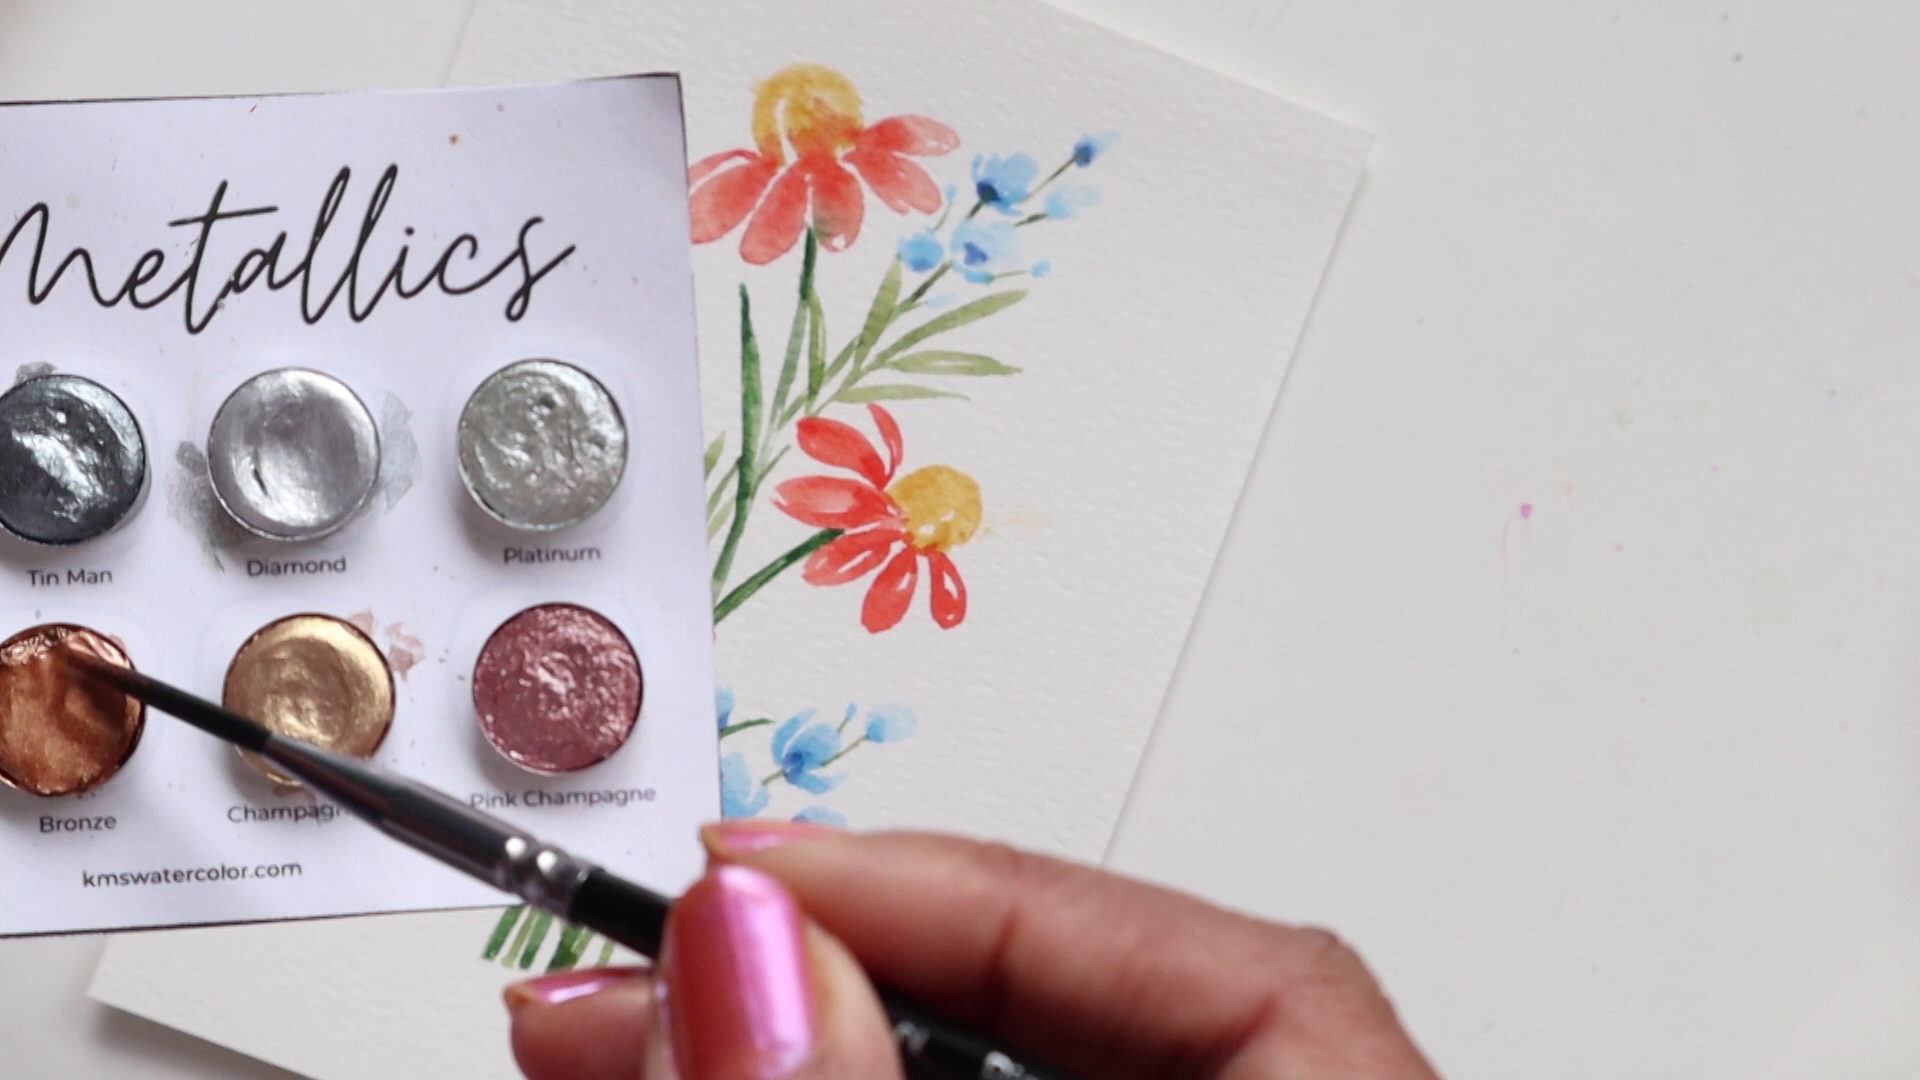 Metallics
Tin Man
Diamond
Platinum
Bronze
Pink Champagne
kmswatercolor.com